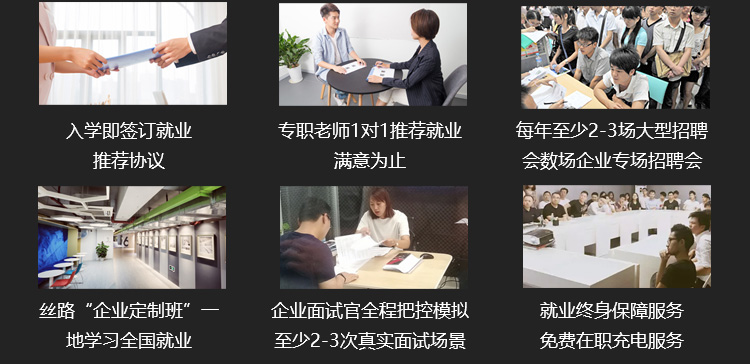 入学即签订就业
推荐协议
专职老师1对1推荐就业
满意为止
每年至少2-3场大型招聘
会数场企业专场招聘会
丝路“企业定制班”一
地学习全国就业
企业面试官全程把控模拟
至少2-3次真实面试场景
就业终身保障服务
免费在职充电服务